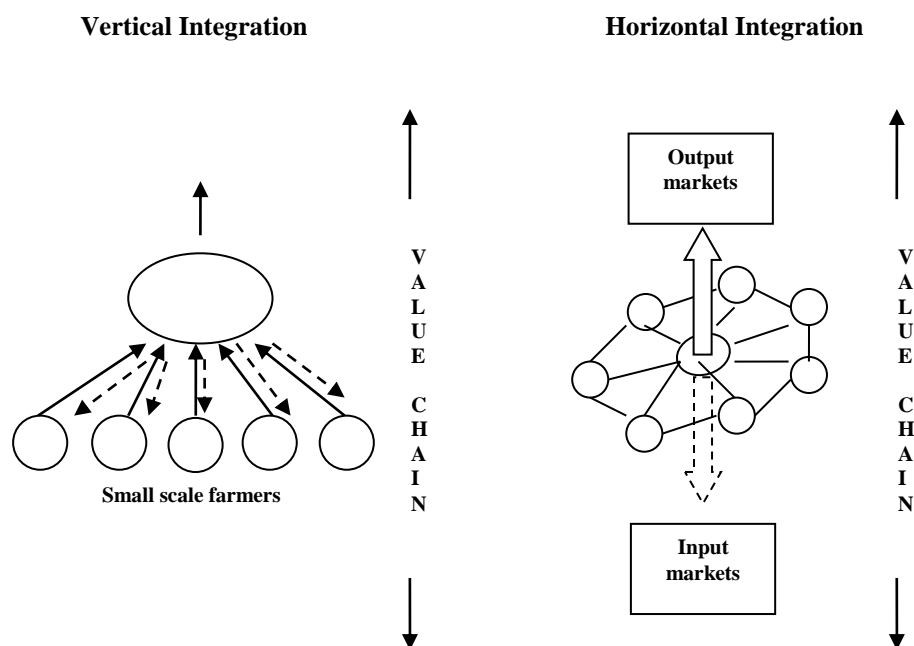 Vertical Integration
Horizontal Integration
Output
markets
V
A
L
U
E
C
H
A
I
N
Small scale farmers
V
A
L
U
E
C
H
A
I
N
Input
markets